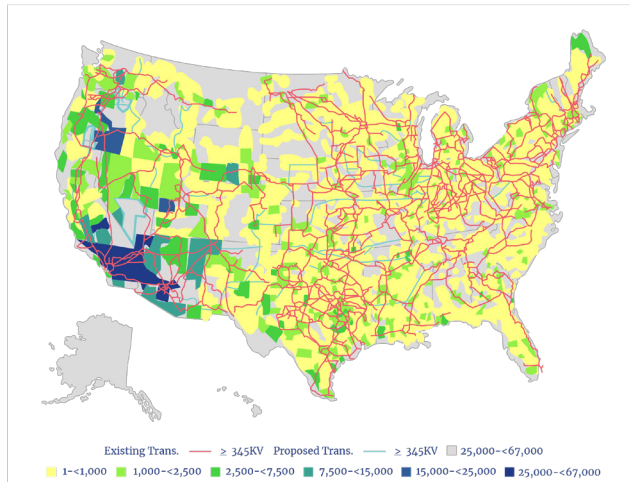 Existing Trans. ≥ 345KV Proposed Trans. ≥ 345KV 25,000-<67,000
1-<1,000 1,000-<2,500 2,500-<7,500 7,500-<15,000 15,000-<25,000 25,000-<67,000